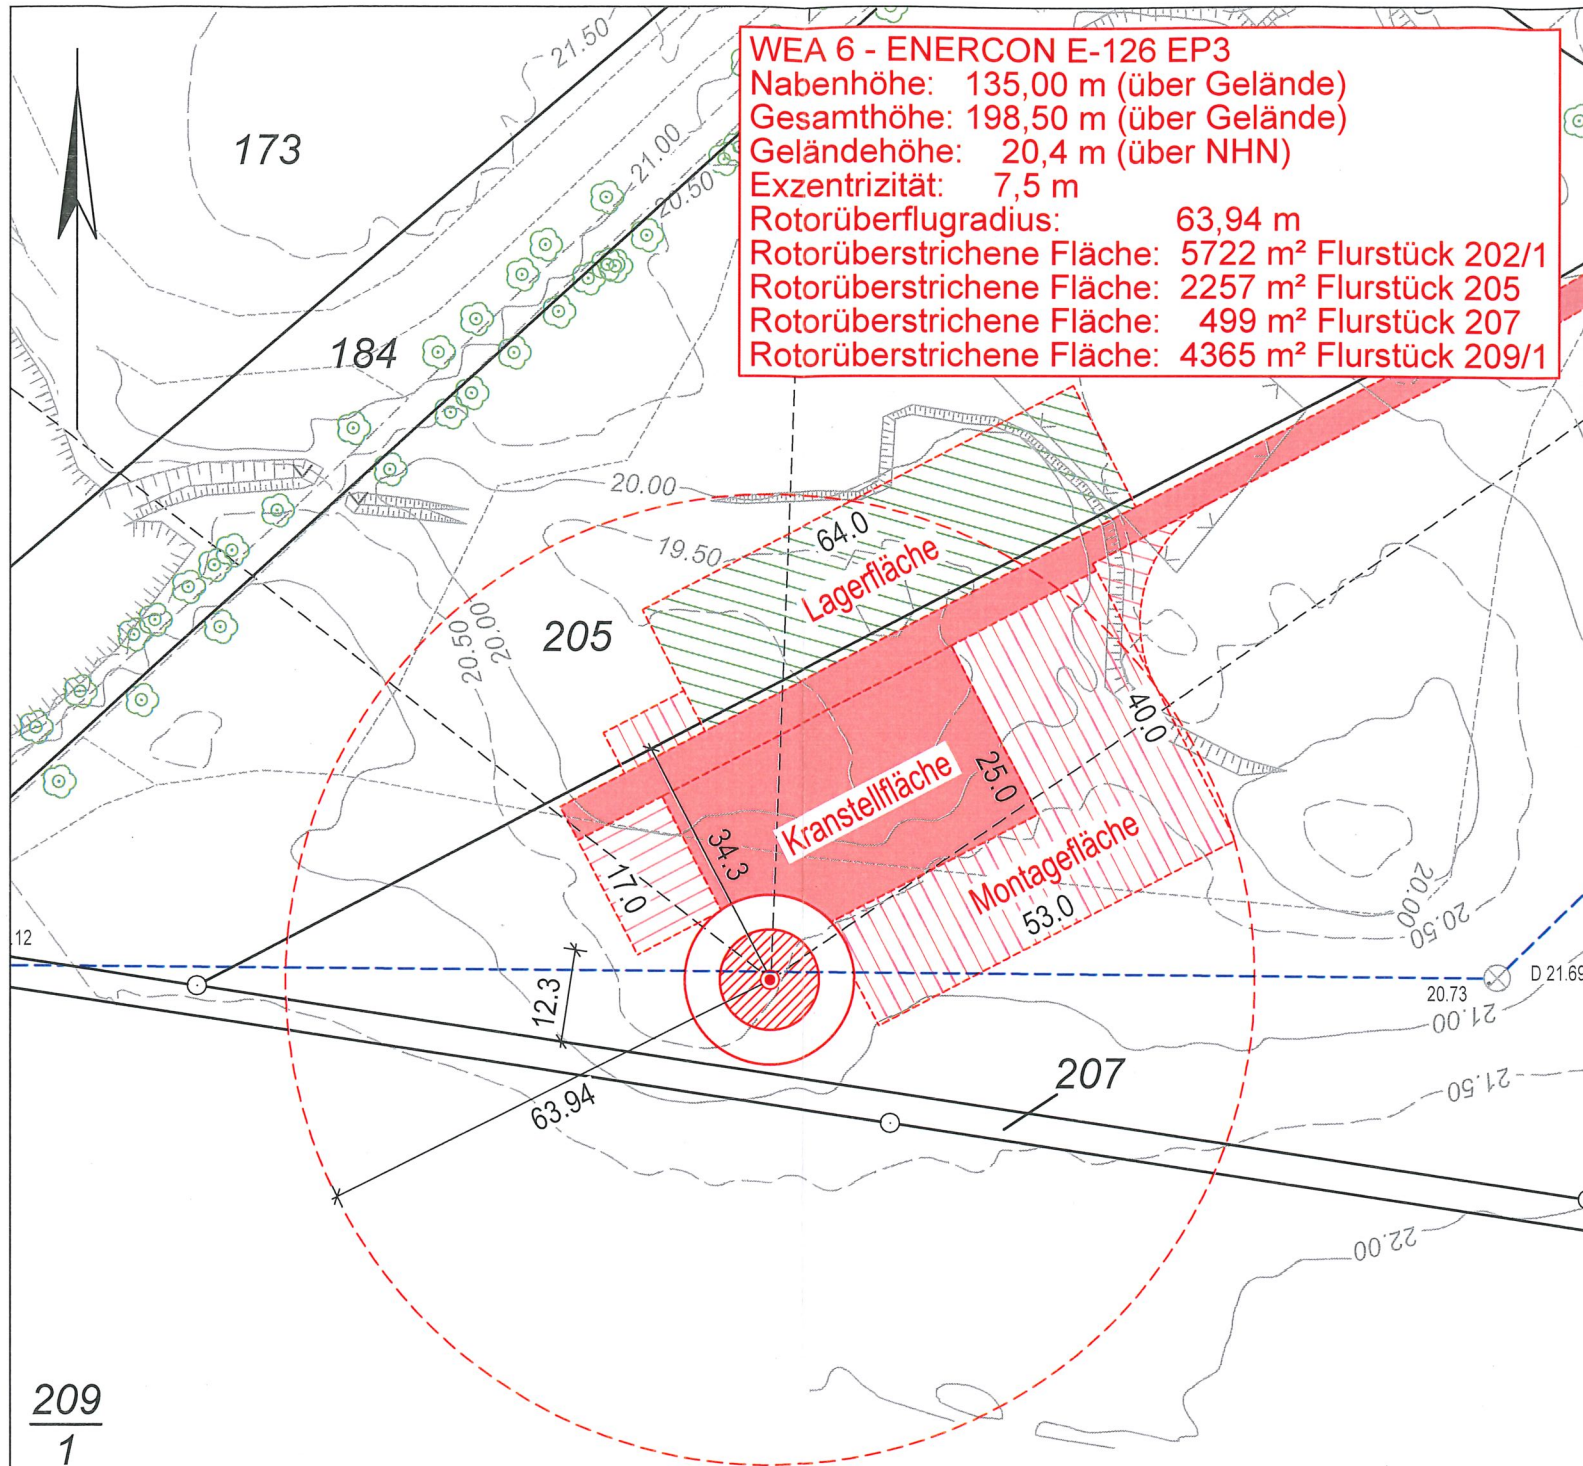 WEA 6 - ENERCON E-126 EP3
Nabenhöhe: 135,00 m (über Gelände)
Gesamthöhe: 198,50 m (über Gelände)
Geländehöhe: 20,4 m (über NHN)
Exzentrizität: 7,5 m
Rotorüberflugradius: 63,94 m
Rotorüberstrichene Fläche: 5722 m² Flurstück 202/1
Rotorüberstrichene Fläche: 2257 m² Flurstück 205
Rotorüberstrichene Fläche: 499 m² Flurstück 207
Rotorüberstrichene Fläche: 4365 m² Flurstück 209/1
21.50
173
21.00
20.50
184
20.00
19.50
64.0
Lagerfläche
20.00
20.50
205
40.0
25.0
Kranstellfläche
34.3
Montagefläche
17.0
53.0
20.00
20.50
.12
12.3
D 21.69
20.73
21.00
207
63.94
21.50
22.00
209
1